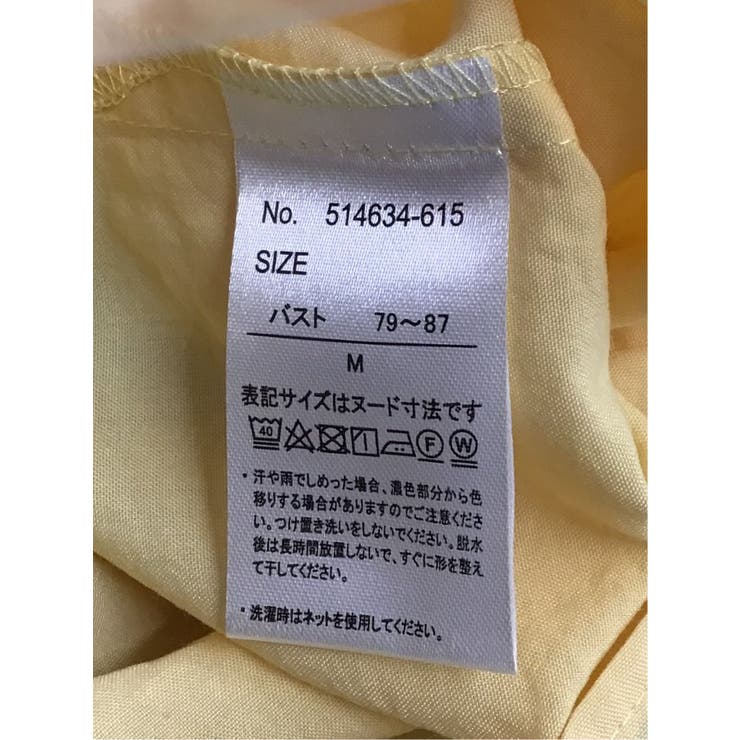 No. 514634-615
SIZE
バスト 79～87
M
表記サイズはヌード寸法です
40 F W
・汗や雨でしめった場合、濃色部分から色
移りする場合がありますのでご注意くださ
い。つけ置き洗いをしないでください。脱水
後は長時間放置しないで、すぐに形を整え
て干してください。
・洗濯時はネットを使用してください。